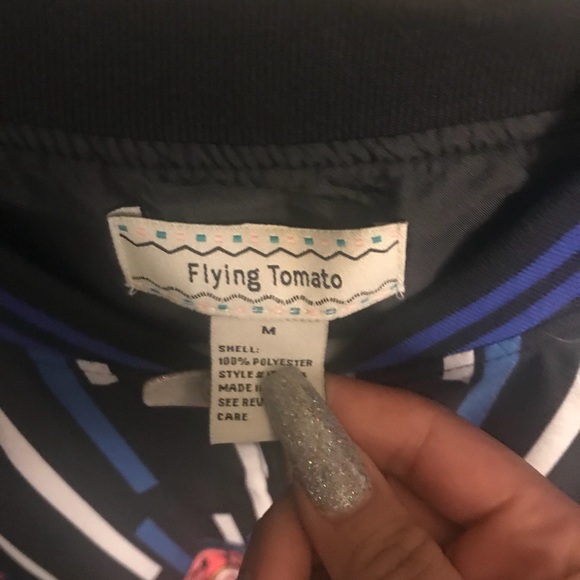 Flying Tomato
M
SHELL:
100% POLYESTER
STYLE
MADE
SEE
CARE